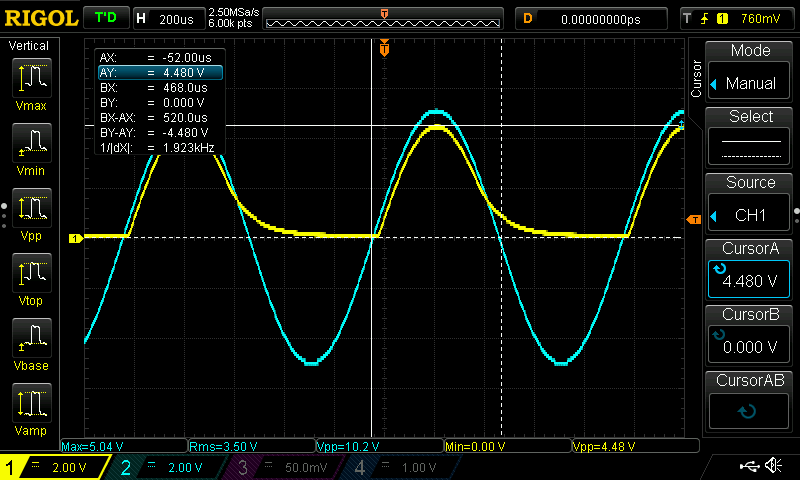 RIGOL T'D H 200us 2.50MSa/s 6.00k pts T D 0.00000000ps T 1 760mV
Vertical
Vmax
Vmin
Vpp
Vtop
Vbase
Vamp
AX: = -52.00us
AY: = 4.480 V
BX: = 468.0us
BY: = 0.000 V
BX-AX: = 520.0us
BY-AY: = -4.480 V
1/|dX|: = 1.923kHz
T
1
T
Cursor
Mode
Manual
Select
Source
CH1
CursorA
4.480 V
CursorB
0.000 V
CursorAB
Max=5.04 V Rms=3.50 V Vpp=10.2 V Min=0.00 V Vpp=4.48 V
1 = 2.00 V 2 = 2.00 V 3 = 50.0mV 4 = 1.00 V